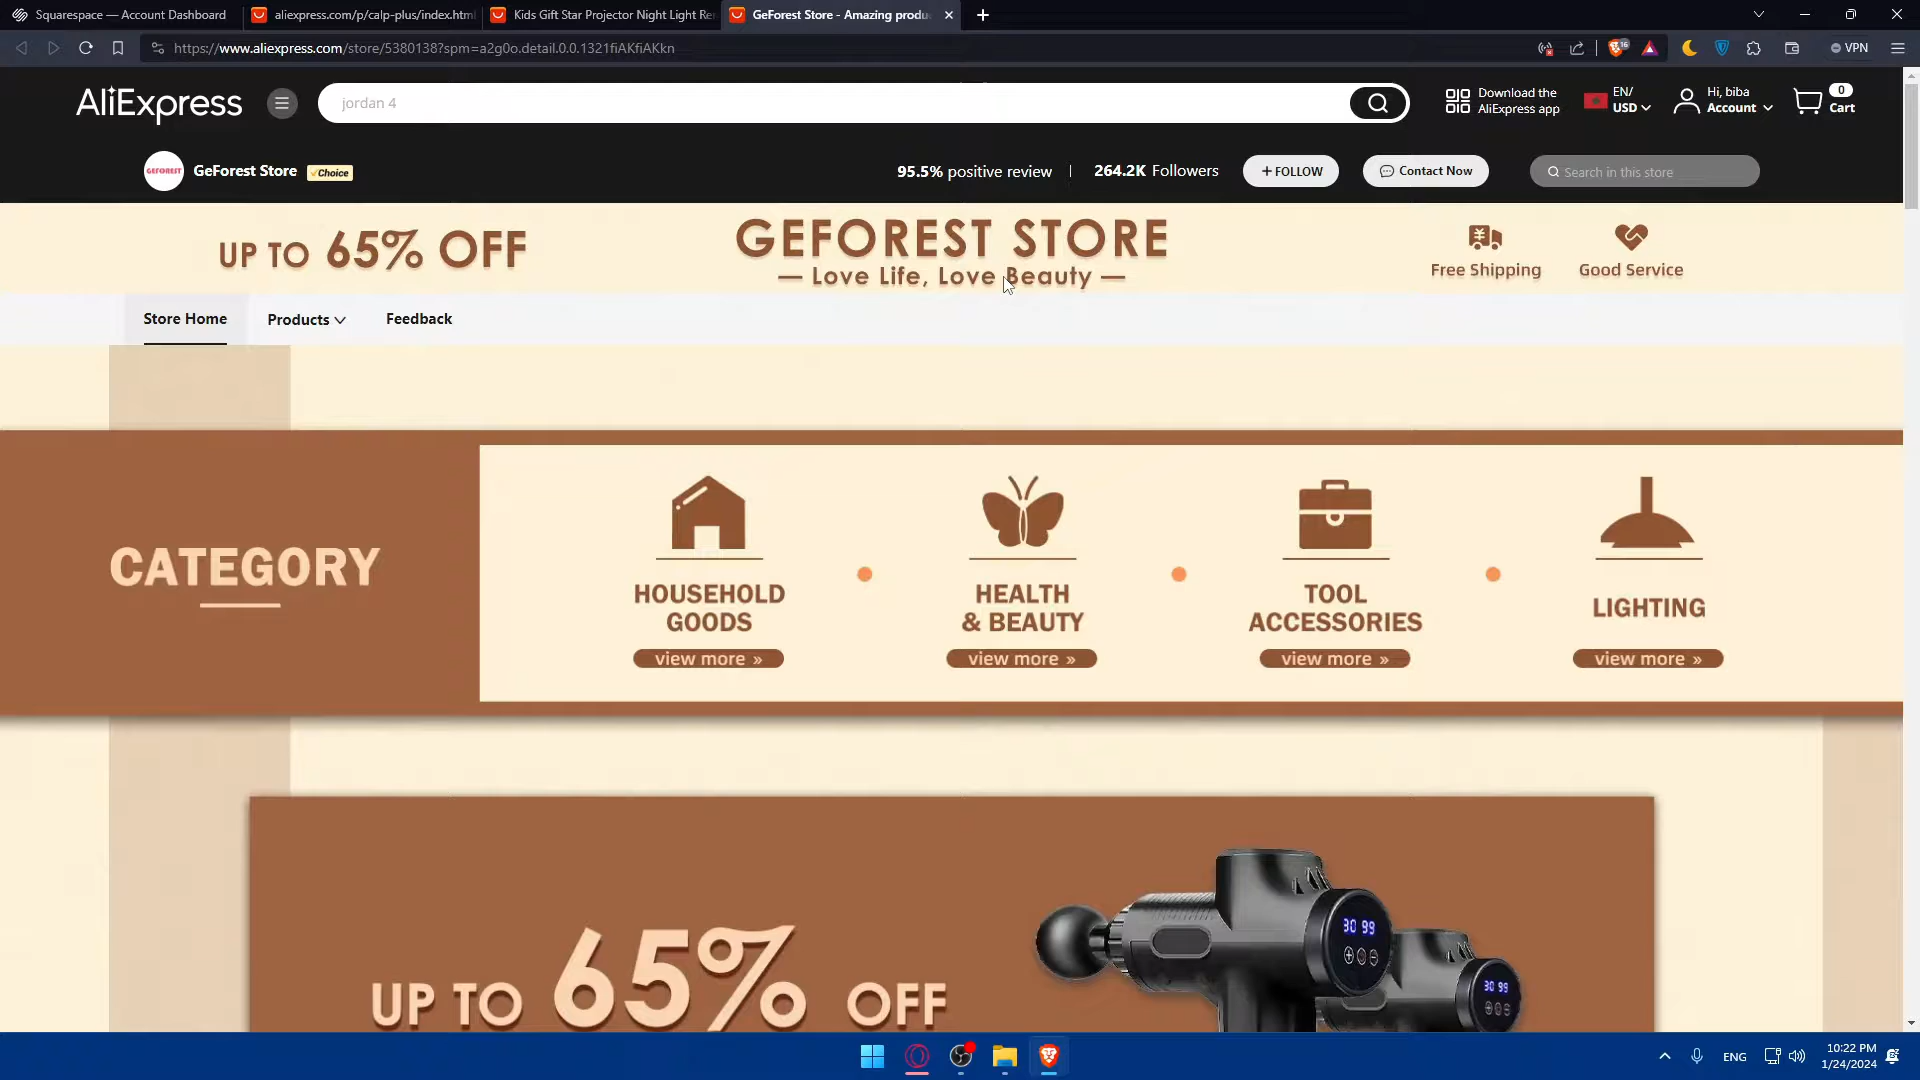 Squarespace — Account Dashboard
aliexpress.com/p/calp-plus/index.html
Kids Gift Star Projector Night Light Re
GeForest Store - Amazing produ
https://www.aliexpress.com/store/5380138?spm=a2g0o.detail.0.0.1321fiAKfiAKkn
16
VPN
AliExpress
jordan 4
Download the
AliExpress app
EN/
USD
Hi, biba
Account
0
Cart
GEFOREST
GeForest Store
Choice
95.5% positive review
264.2K Followers
+ FOLLOW
Contact Now
Search in this store
UP TO 65% OFF
GEFOREST STORE
— Love Life, Love Beauty —
Free Shipping
Good Service
Store Home
Products
Feedback
CATEGORY
HOUSEHOLD
GOODS
view more »
HEALTH
& BEAUTY
view more »
TOOL
ACCESSORIES
view more »
LIGHTING
view more »
UP TO 65% OFF
30 99
30 99
ENG
10:22 PM
1/24/2024